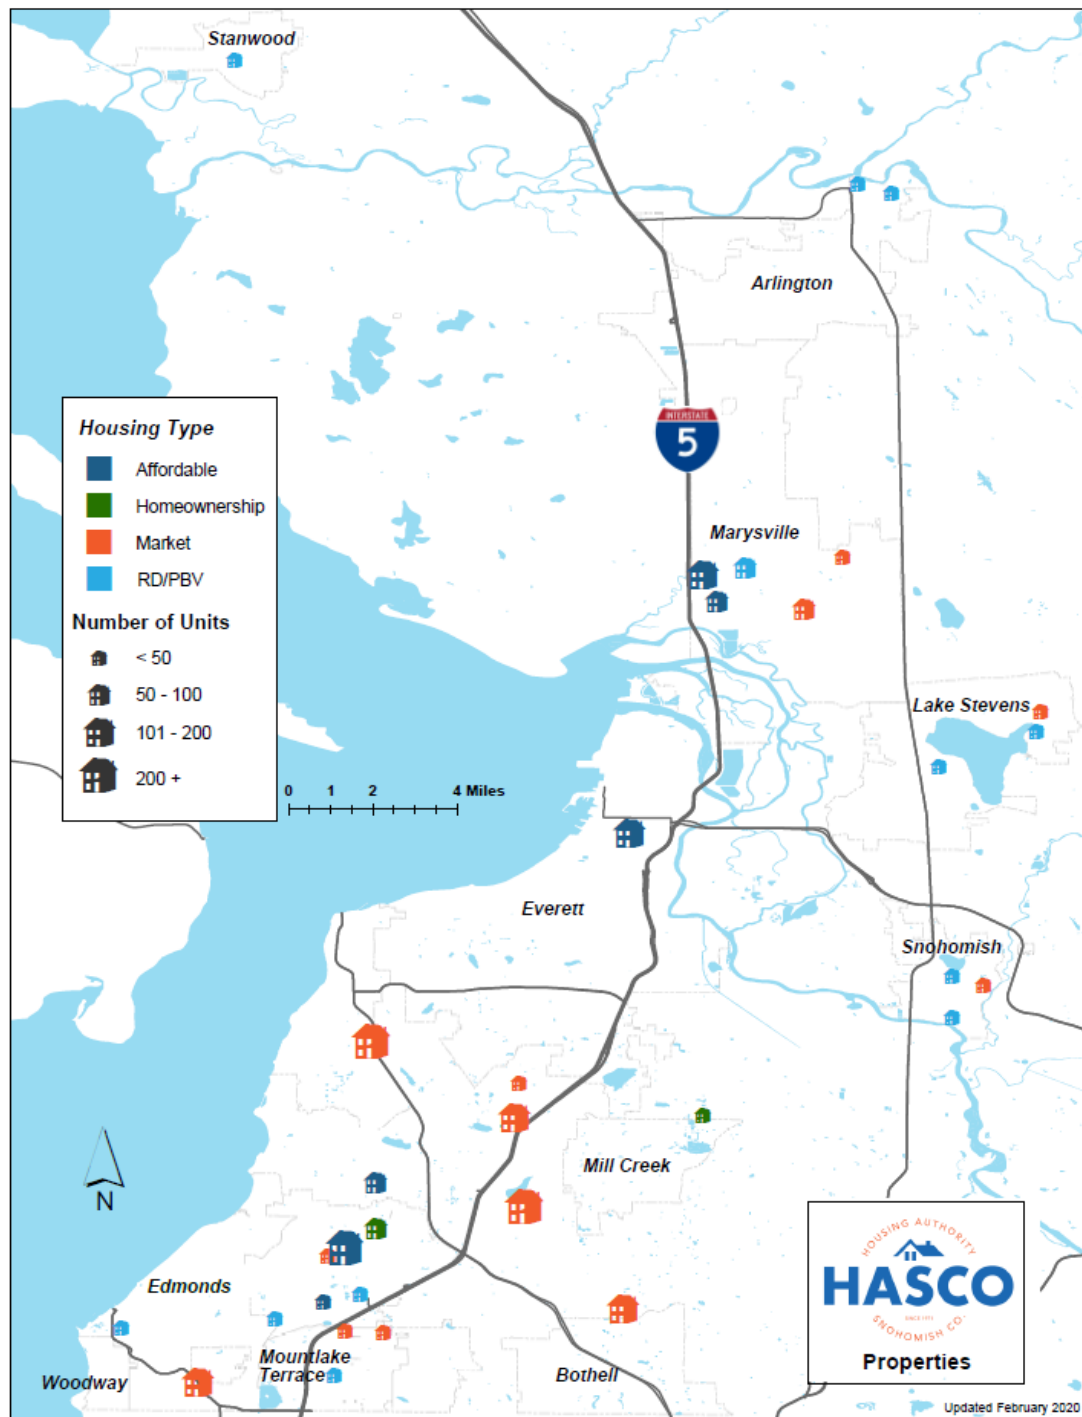 Stanwood
Arlington
INTERSTATE
5
Housing Type
Affordable
Homeownership
Market
RD/PBV
Number of Units
< 50
50 - 100
101 - 200
200 +
Marysville
Lake Stevens
0 1 2 4 Miles
Everett
Snohomish
Mill Creek
N
Edmonds
Mountlake
Terrace
Woodway
Bothell
HOUSING AUTHORITY
HASCO
SNOHOMISH CO.
Properties
Updated February 2020